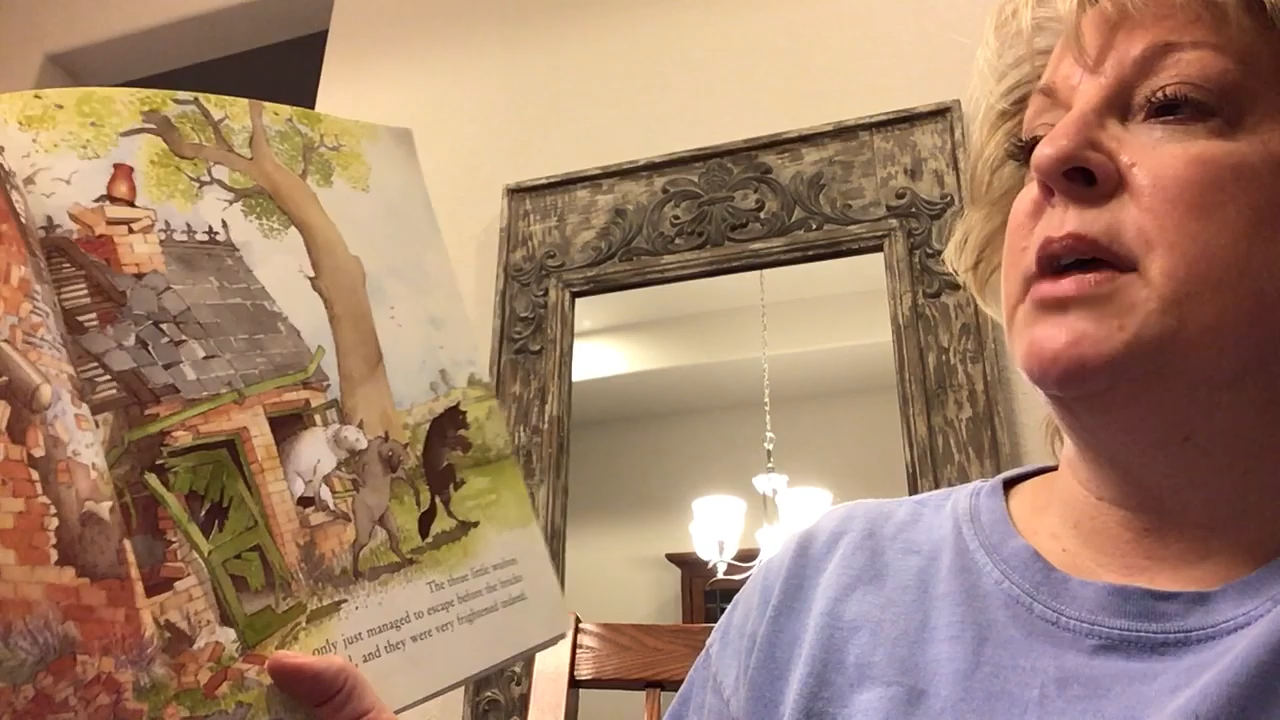 The three little wolves
only just managed to escape before the bricks
, and they were very frightened indeed.